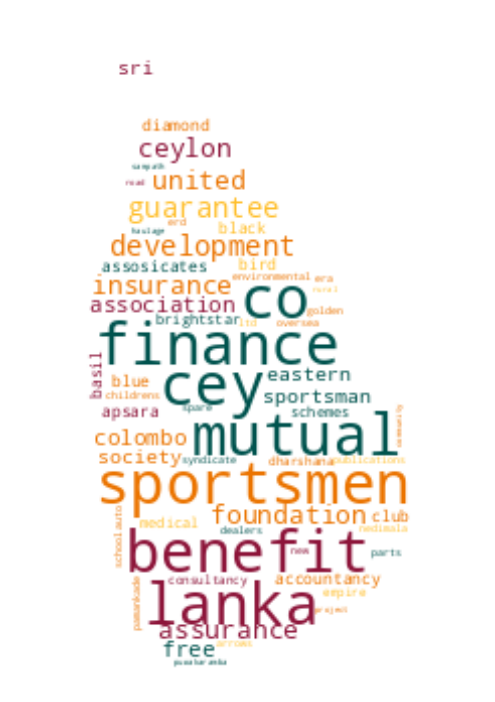 sri
diamond
ceylon
sampath
road united
guarantee
erd
haulage black
development
assosicates bird
environmental era
insurance rural
co
association golden
brightstar ltd oversea
finance
basil
eastern
cey
blue
childrens sportsman
spare
apsara schemes
mutual
community
colombo
society syndicate dharshana publications
sportsmen
school auto
foundation club
medical
dealers nedimala
benefit
new parts
consultancy accountancy
pamankade
empire
lanka
project
assurance
free arrows